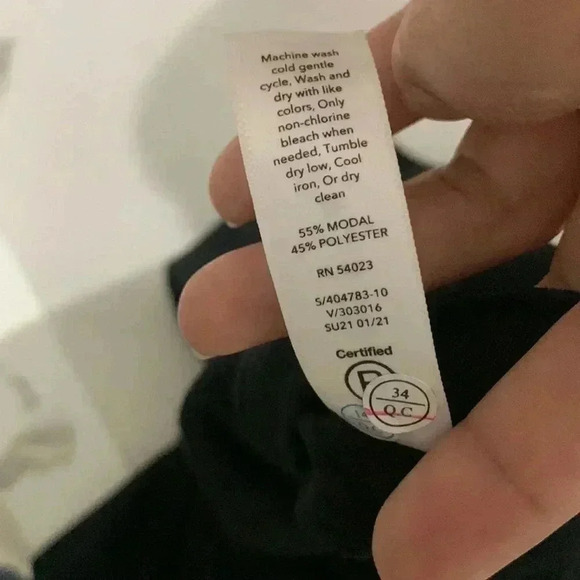 Machine wash
cold gentle
cycle, Wash and
dry with like
colors, Only
non-chlorine
bleach when
needed, Tumble
dry low, Cool
iron, Or dry
clean
55% MODAL
45% POLYESTER
RN 54023
S/404783-10
V/303016
SU21 01/21
Certified
34
Q.C